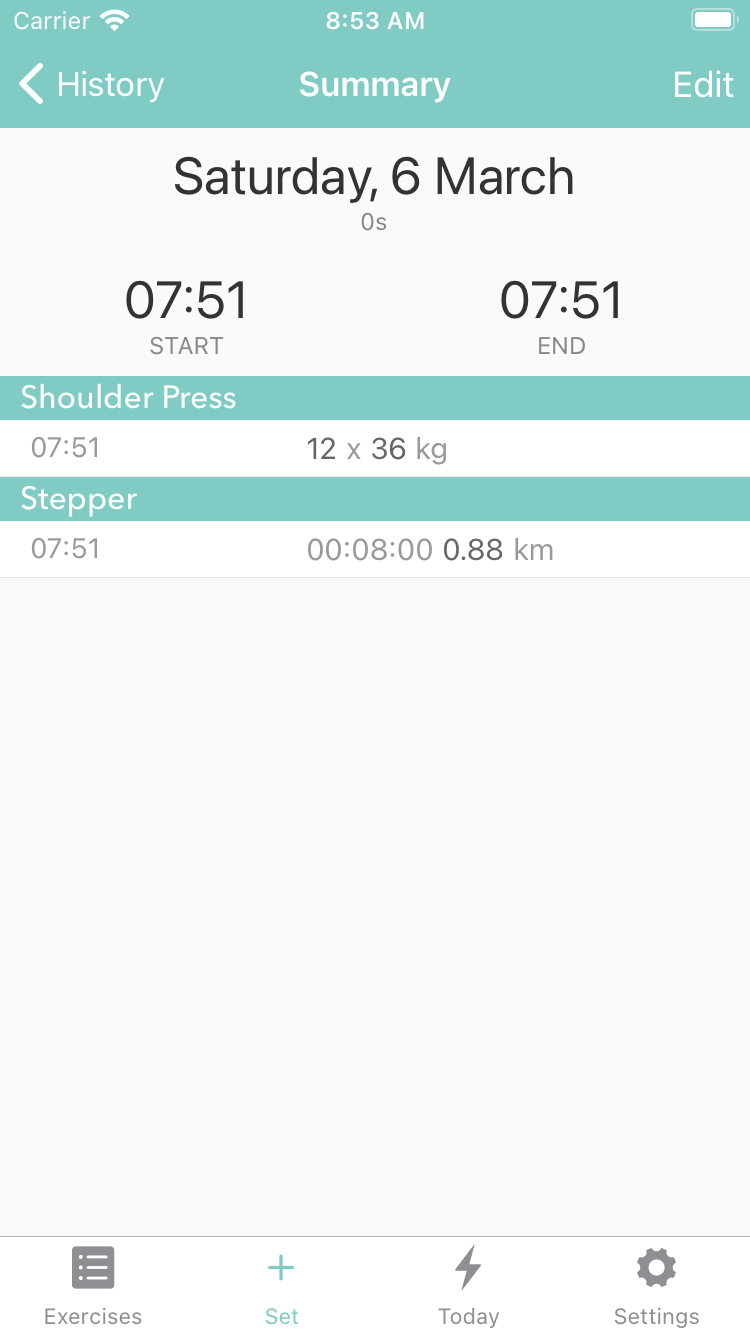 Carrier 8:53 AM
History Summary Edit
Saturday, 6 March
0s
07:51 07:51
START END
Shoulder Press
07:51 12 x 36 kg
Stepper
07:51 00:08:00 0.88 km
Exercises Set Today Settings